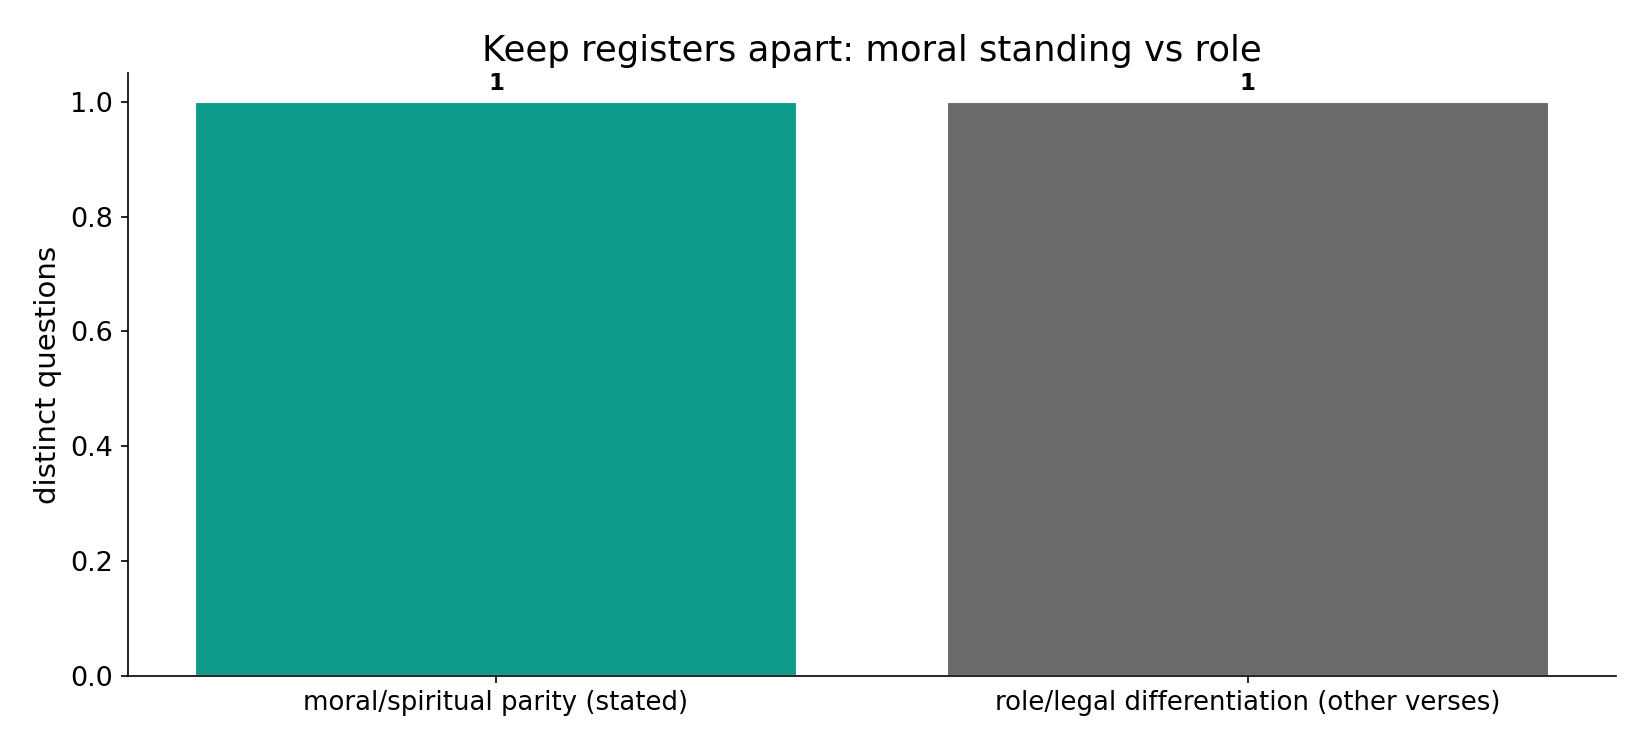 Keep registers apart: moral standing vs role
1
1
distinct questions
1.0
0.8
0.6
0.4
0.2
0.0
moral/spiritual parity (stated)
role/legal differentiation (other verses)